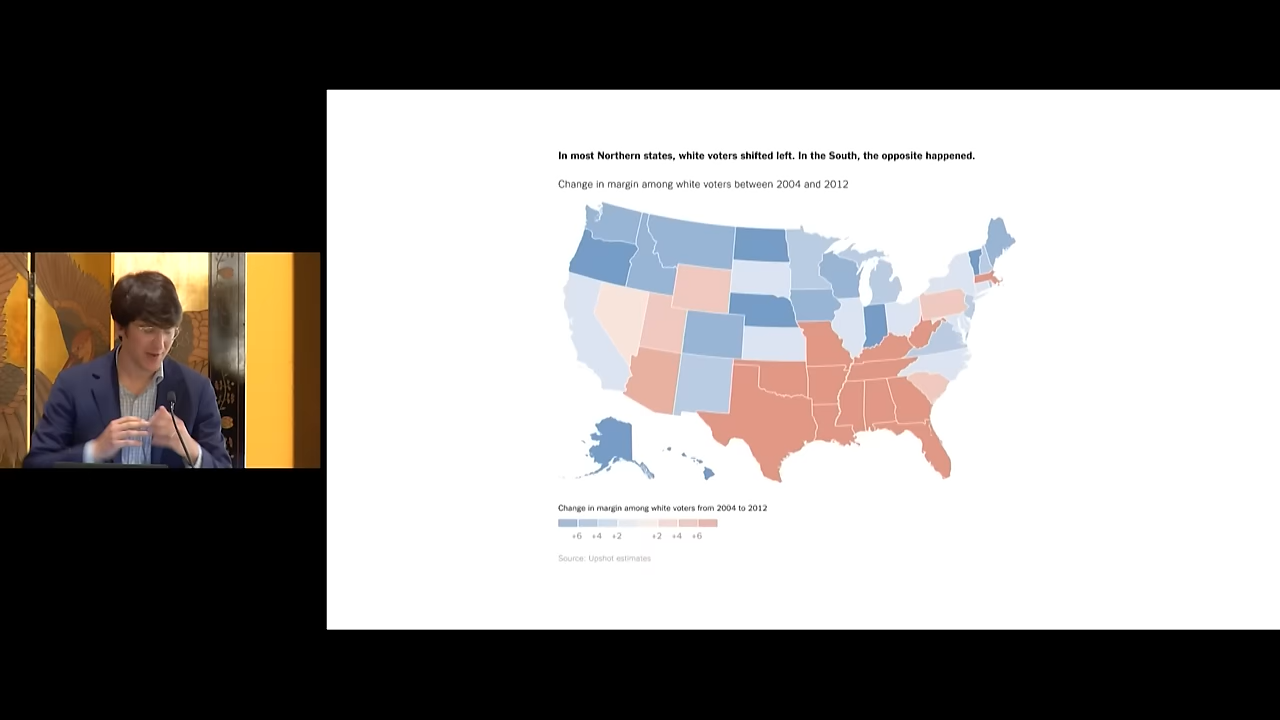 In most Northern states, white voters shifted left. In the South, the opposite happened.
Change in margin among white voters between 2004 and 2012
Change in margin among white voters from 2004 to 2012
+6 +4 +2 +2 +4 +6
Source: Upshot estimates